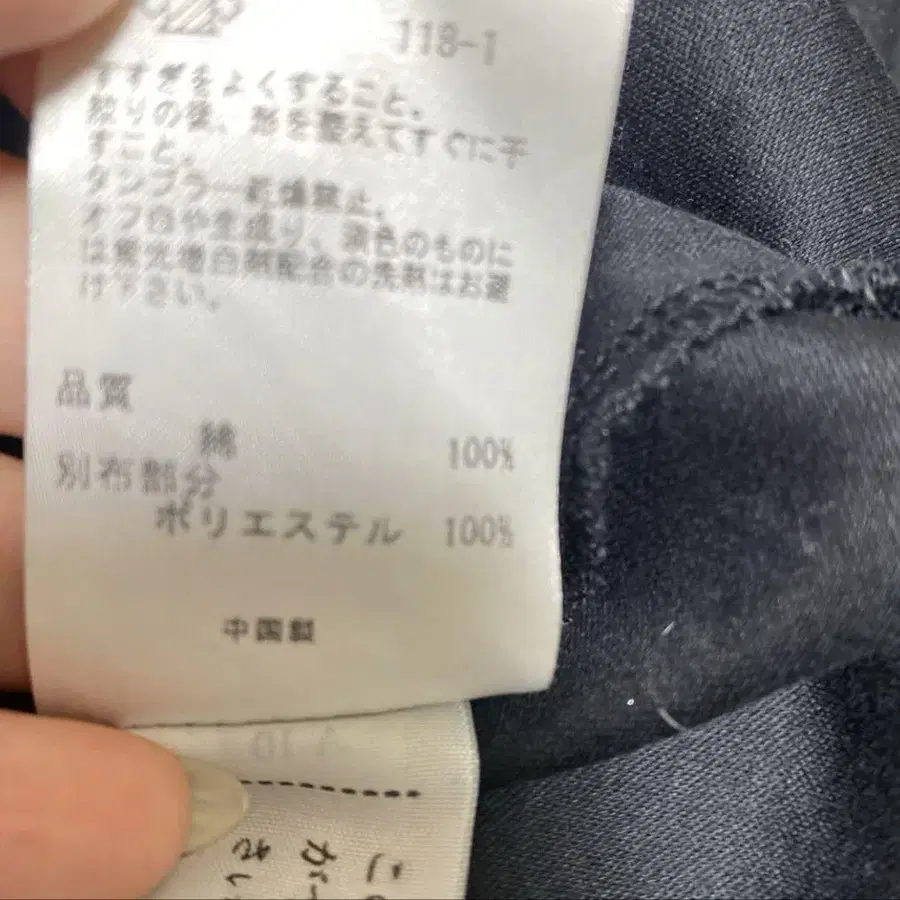 118-1
すすぎをよくすること。
絞りの後、形を整えてすぐに干
すこと。
タンブラー乾燥禁止。
オフ白や生成り、淡色のものに
は蛍光増白剤配合の洗剤はお避
け下さい。
品質
綿 100%
別布部分
ポリエステル 100%
中国製